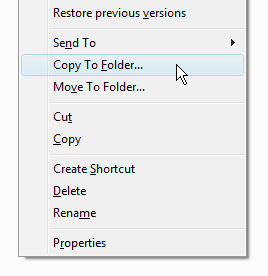 Restore previous versions
Send To
Copy To Folder...
Move To Folder...
Cut
Copy
Create Shortcut
Delete
Rename
Properties